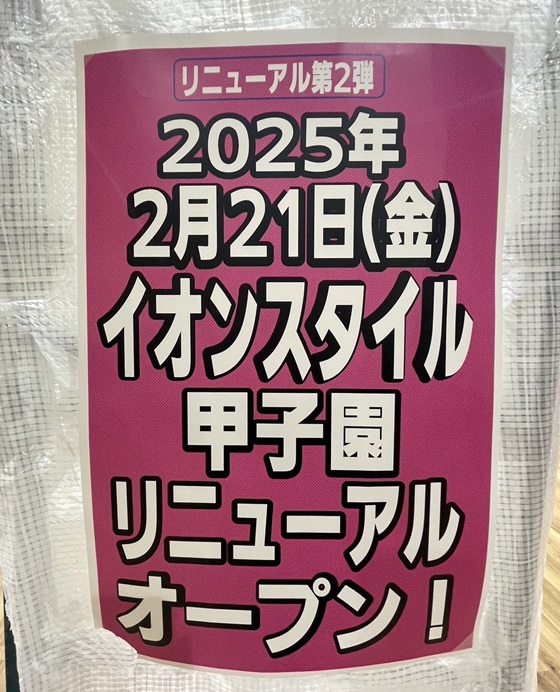 リニューアル第2弾
2025年
2月21日(金)
イオンスタイル
甲子園
リニューアル
オープン！